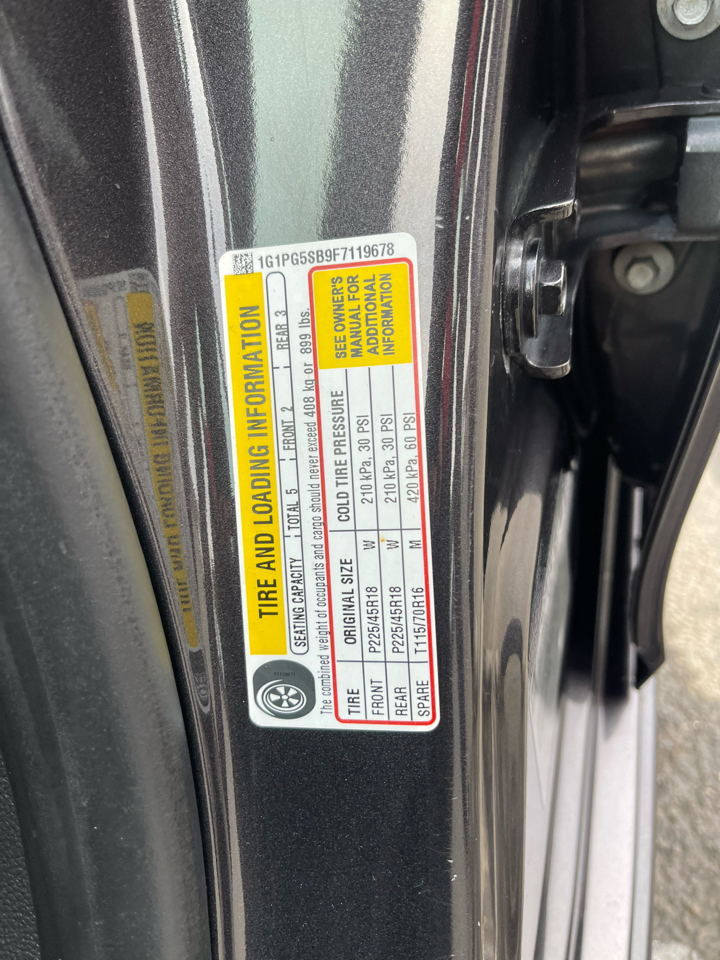 1G1PG5SB9F7119678
TIRE AND LOADING INFORMATION
SEATING CAPACITY TOTAL 5 FRONT 2 REAR 3
The combined weight of occupants and cargo should never exceed 408 kg or 899 lbs.
TIRE ORIGINAL SIZE COLD TIRE PRESSURE
FRONT P225/45R18 W 210 kPa, 30 PSI
REAR P225/45R18 W 210 kPa, 30 PSI
SPARE T115/70R16 M 420 kPa, 60 PSI
SEE OWNER'S
MANUAL FOR
ADDITIONAL
INFORMATION